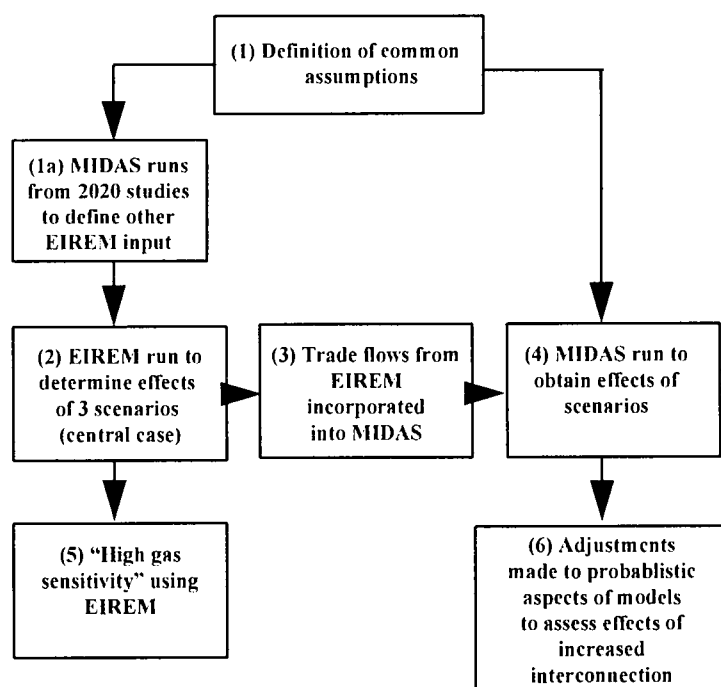 (1) Definition of common
assumptions
(1a) MIDAS runs
from 2020 studies
to define other
EIREM input
(2) EIREM run to
determine effects
of 3 scenarios
(central case)
(3) Trade flows from
EIREM
incorporated
into MIDAS
(4) MIDAS run to
obtain effects of
scenarios
(5) “High gas
sensitivity” using
EIREM
(6) Adjustments
made to probablistic
aspects of models
to assess effects of
increased
interconnection